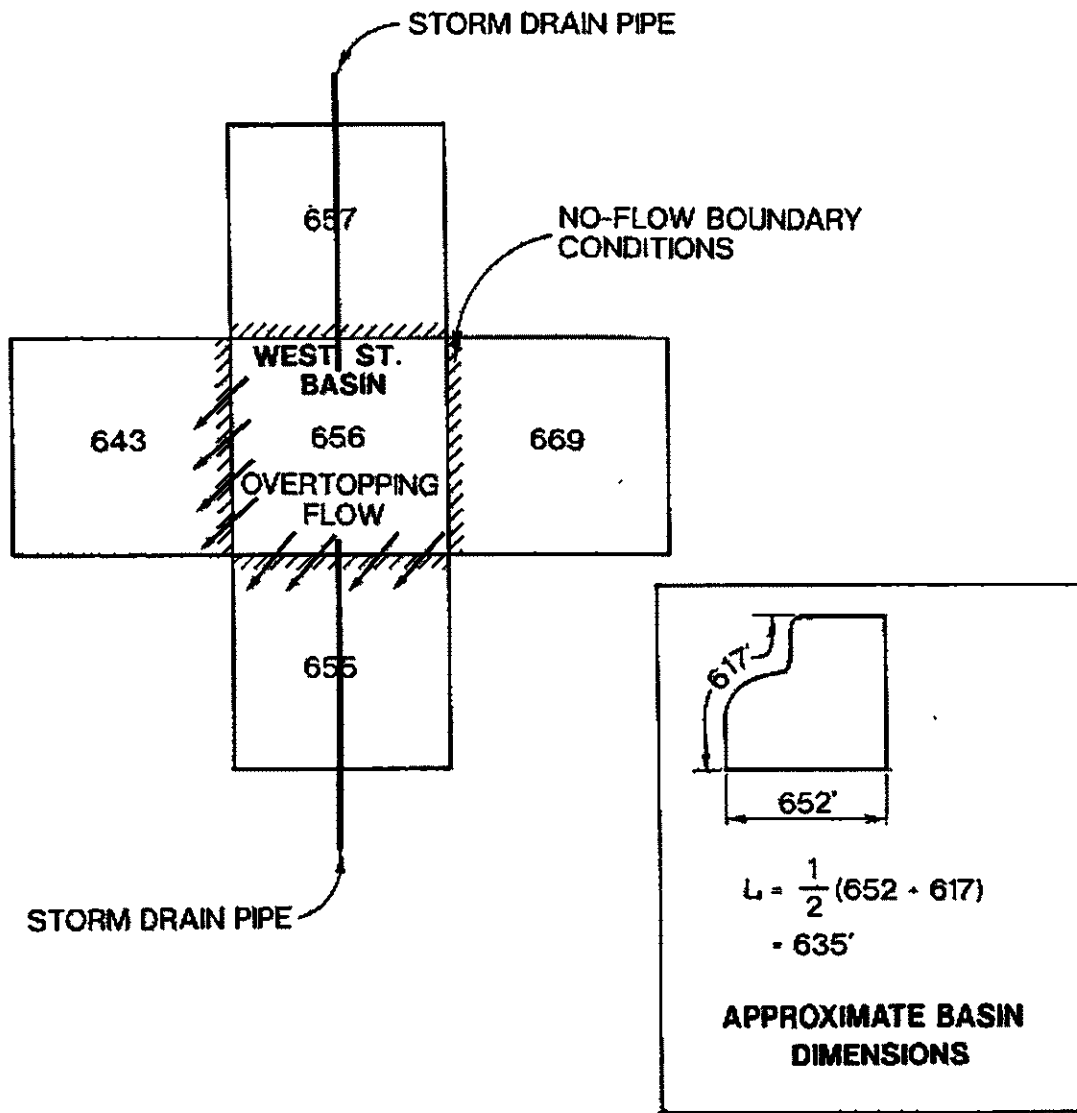 STORM DRAIN PIPE
657
NO-FLOW BOUNDARY
CONDITIONS
WEST ST.
BASIN
643
656
669
OVERTOPPING
FLOW
655
STORM DRAIN PIPE
617'
652'
L = 1/2 (652 + 617)
= 635'
APPROXIMATE BASIN
DIMENSIONS